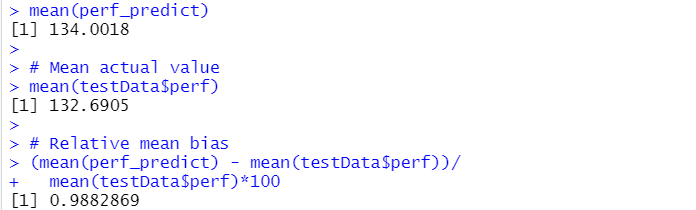 > mean(perf_predict)
[1] 134.0018
>
> # Mean actual value
> mean(testData$perf)
[1] 132.6905
>
> # Relative mean bias
> (mean(perf_predict) - mean(testData$perf))/
+   mean(testData$perf)*100
[1] 0.9882869